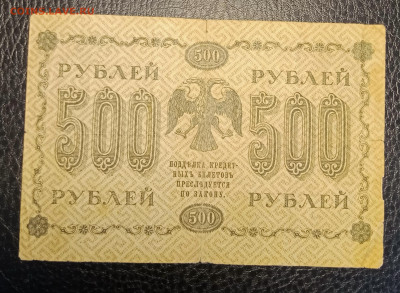 500
РУБЛЕЙ РУБЛЕЙ
500 500
ПОДДѢЛКА КРЕДИТ-
НЫХЪ БИЛЕТОВЪ
ПРЕСЛѢДУЕТСЯ
ПО ЗАКОНУ.
РУБЛЕЙ РУБЛЕЙ
500